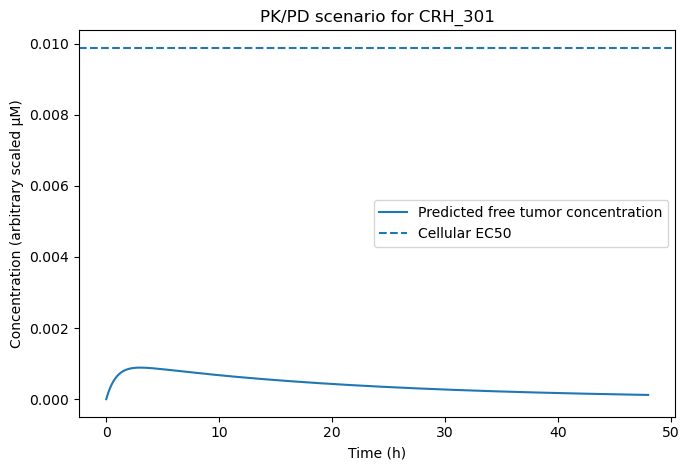 PK/PD scenario for CRH_301
Concentration (arbitrary scaled µM)
0.010
0.008
0.006
0.004
0.002
0.000
Predicted free tumor concentration
Cellular EC50
0
10
20
30
40
50
Time (h)